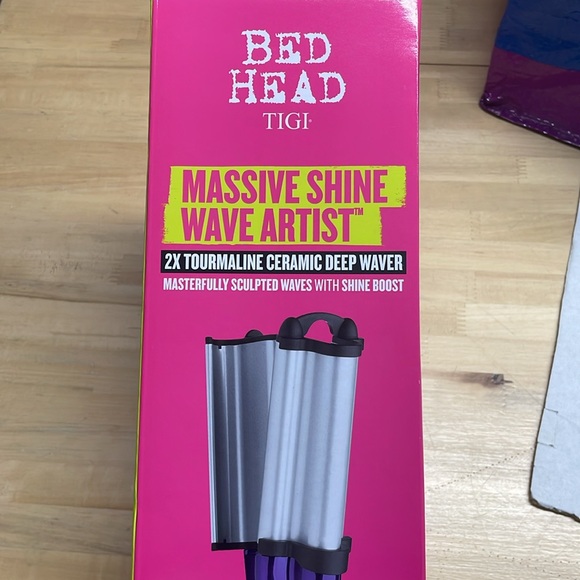 BED
HEAD
TIGI®
MASSIVE SHINE
WAVE ARTIST™
2X TOURMALINE CERAMIC DEEP WAVER
MASTERFULLY SCULPTED WAVES WITH SHINE BOOST